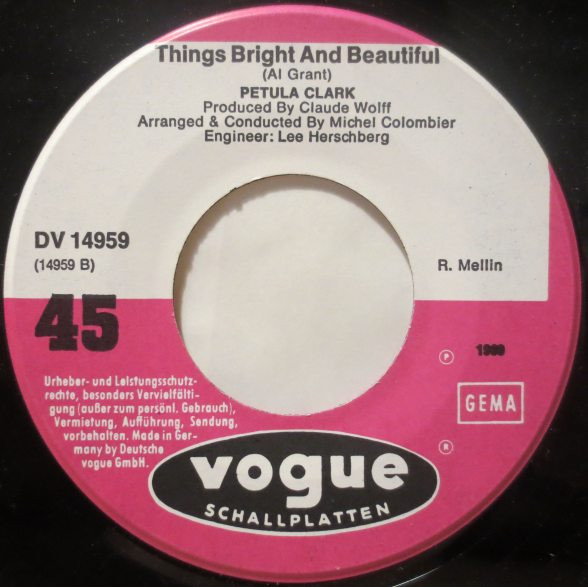 Things Bright And Beautiful
(Al Grant)
PETULA CLARK
Produced By Claude Wolff
Arranged & Conducted By Michel Colombier
Engineer: Lee Herschberg
DV 14959
(14959 B)
R. Mellin
45
Ⓟ
Urheber- und Leistungsschutz-
rechte, besonders Vervielfälti-
gung (außer zum persönl. Gebrauch),
Vermietung, Aufführung, Sendung,
vorbehalten. Made in Ger-
many by Deutsche
vogue GmbH.
GEMA
®
vogue
SCHALLPLATTEN